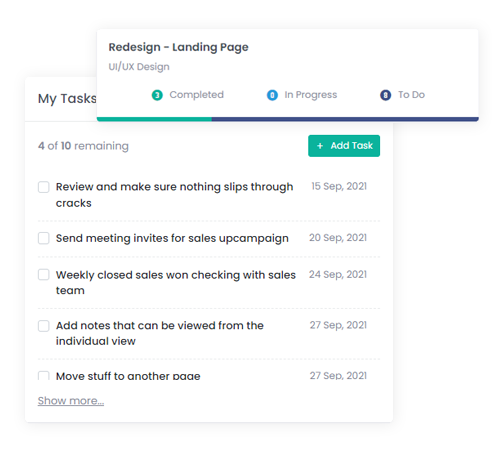 Redesign - Landing Page
UI/UX Design
3 Completed
0 In Progress
8 To Do
My Tasks
4 of 10 remaining
+ Add Task
Review and make sure nothing slips through
cracks
15 Sep, 2021
Send meeting invites for sales upcampaign
20 Sep, 2021
Weekly closed sales won checking with sales
team
24 Sep, 2021
Add notes that can be viewed from the
individual view
27 Sep, 2021
Move stuff to another page
27 Sep, 2021
Show more...